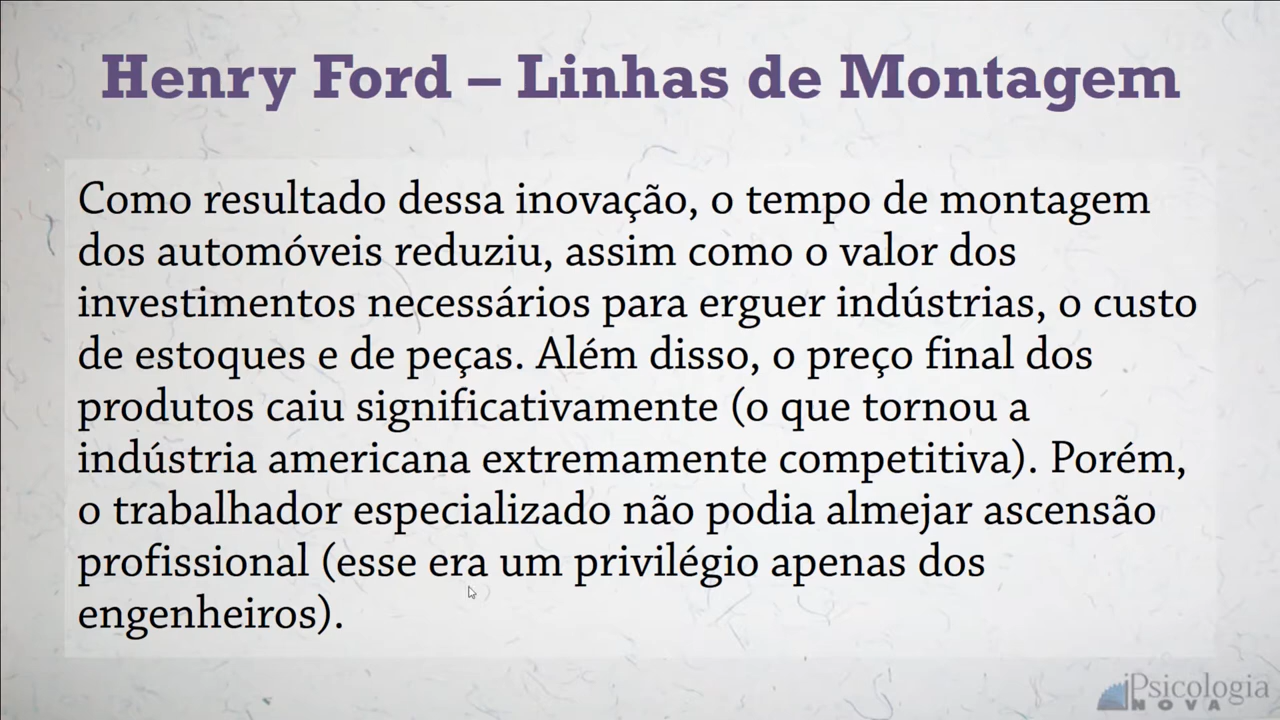 Henry Ford – Linhas de Montagem
Como resultado dessa inovação, o tempo de montagem
dos automóveis reduziu, assim como o valor dos
investimentos necessários para erguer indústrias, o custo
de estoques e de peças. Além disso, o preço final dos
produtos caiu significativamente (o que tornou a
indústria americana extremamente competitiva). Porém,
o trabalhador especializado não podia almejar ascensão
profissional (esse era um privilégio apenas dos
engenheiros).
Psicologia
NOVA